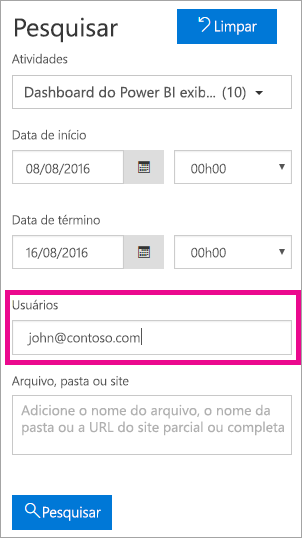 Pesquisar
Limpar
Atividades
Dashboard do Power BI exib... (10)
Data de início
08/08/2016
00h00
Data de término
16/08/2016
00h00
Usuários
john@contoso.com
Arquivo, pasta ou site
Adicione o nome do arquivo, o nome da
pasta ou a URL do site parcial ou completa
Pesquisar